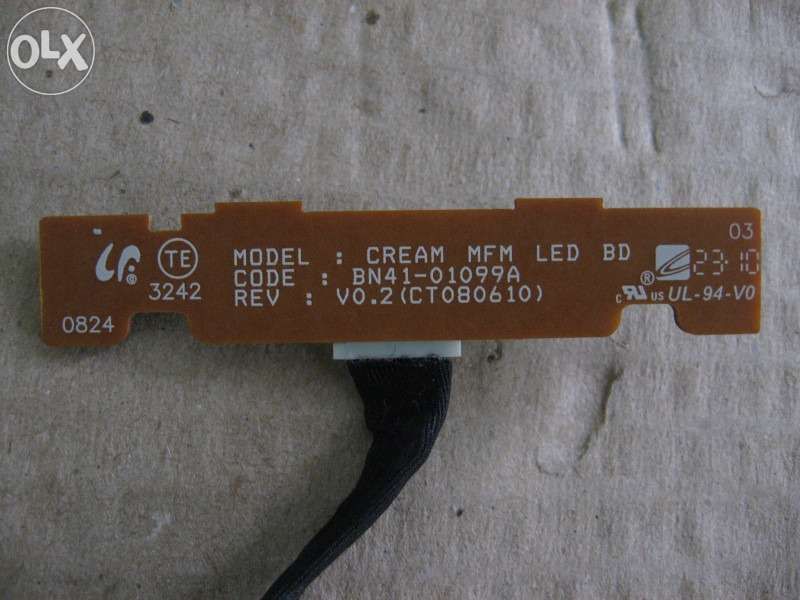 OLX
03
TE
MODEL : CREAM MFM LED BD
23-10
CODE : BN41-01099A
3242
REV : V0.2(CT080610)
® c RU us UL-94-V0
0824